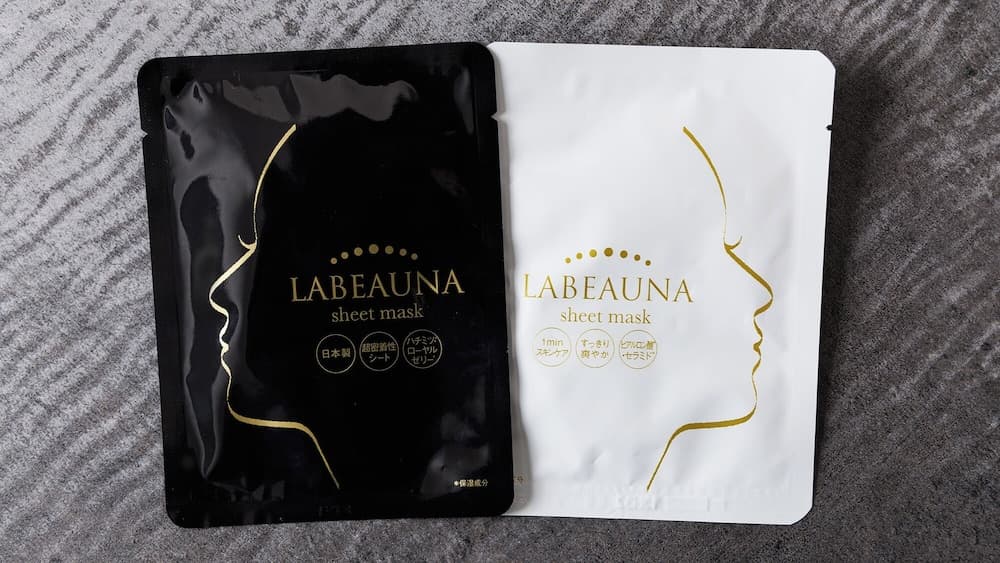 LABEAUNA
sheet mask
日本製
超密着性
シート
ハチミツ・
ローヤル
ゼリー
*保湿成分
LABEAUNA
sheet mask
1min
スキンケア
すっきり
爽やか
ヒアルロン酸*
・セラミド*
成分